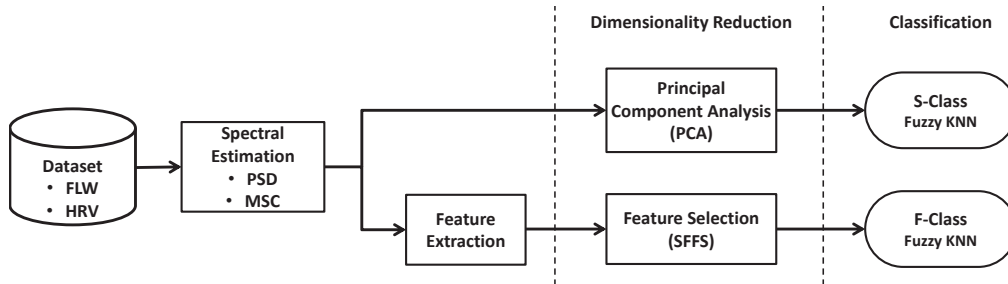 Dimensionality Reduction
Classification
Dataset
• FLW
• HRV
Spectral
Estimation
• PSD
• MSC
Principal
Component Analysis
(PCA)
S-Class
Fuzzy KNN
Feature
Extraction
Feature Selection
(SFFS)
F-Class
Fuzzy KNN